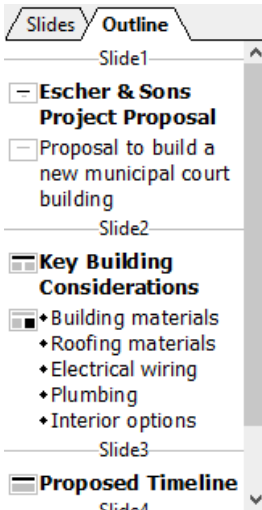 Slides Outline
Slide1
Escher & Sons
Project Proposal
Proposal to build a
new municipal court
building
Slide2
Key Building
Considerations
Building materials
Roofing materials
Electrical wiring
Plumbing
Interior options
Slide3
Proposed Timeline
Slide4